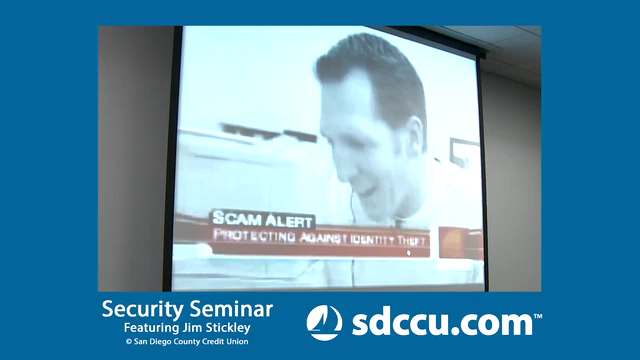 SCAM ALERT
PROTECTING AGAINST IDENTITY THEFT
Security Seminar
Featuring Jim Stickley
© San Diego County Credit Union
sdccu.com™